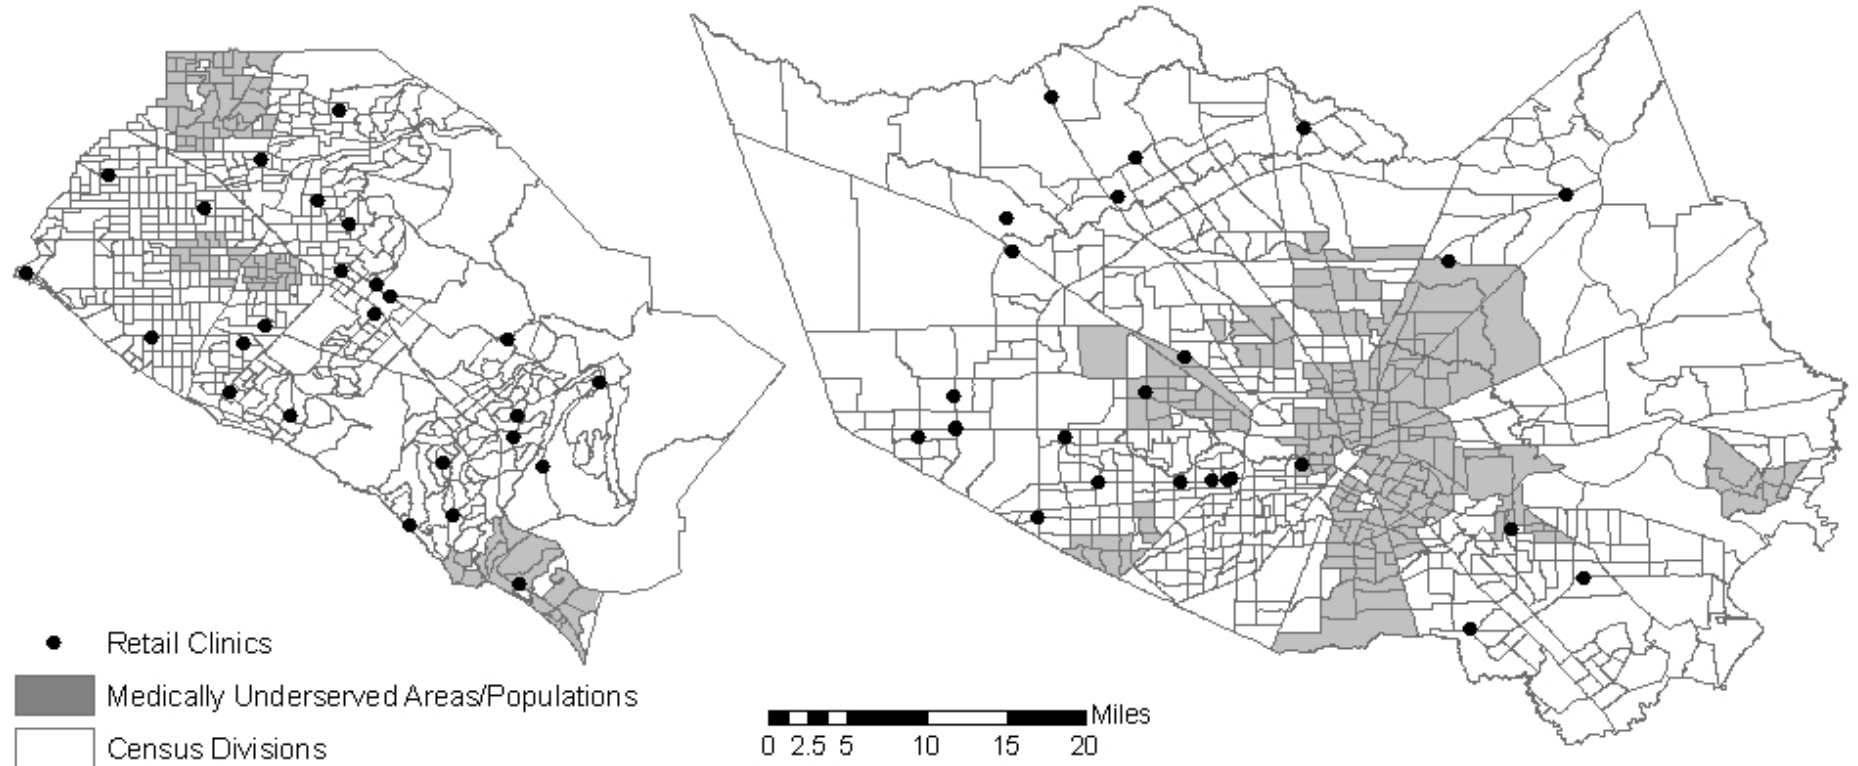 Retail Clinics
Medically Underserved Areas/Populations
Census Divisions
Miles
0 2.5 5 10 15 20